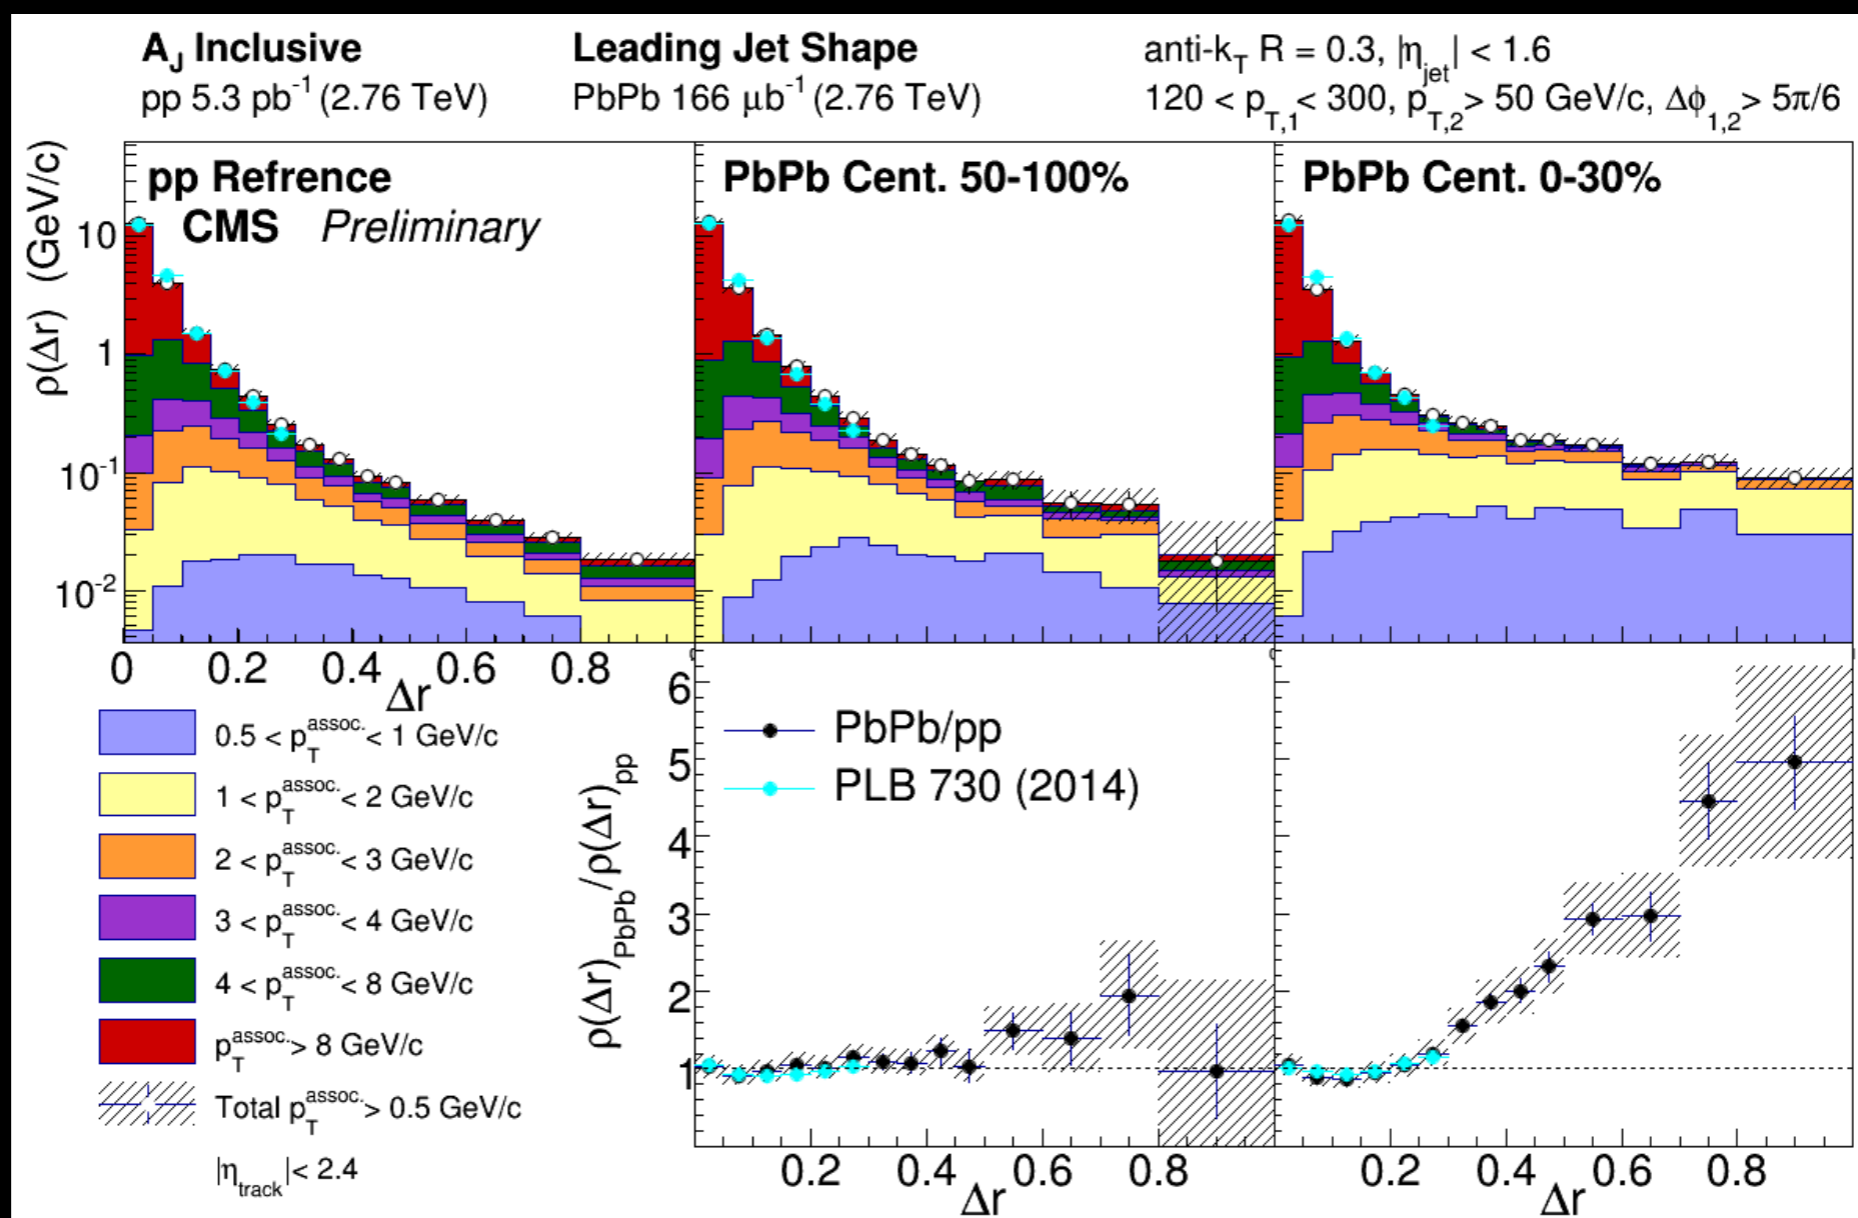 A_J Inclusive
pp 5.3 pb^-1 (2.76 TeV)
Leading Jet Shape
PbPb 166 μb^-1 (2.76 TeV)
anti-k_T R = 0.3, |η_jet| < 1.6
120 < p_T,1 < 300, p_T,2 > 50 GeV/c, Δϕ_1,2 > 5π/6
ρ(Δr) (GeV/c)
pp Refrence
CMS Preliminary
10
1
10^-1
10^-2
0 0.2 0.4 0.6 0.8
Δr
PbPb Cent. 50-100%
PbPb Cent. 0-30%
0.5 < p_T^assoc. < 1 GeV/c
1 < p_T^assoc. < 2 GeV/c
2 < p_T^assoc. < 3 GeV/c
3 < p_T^assoc. < 4 GeV/c
4 < p_T^assoc. < 8 GeV/c
p_T^assoc. > 8 GeV/c
Total p_T^assoc. > 0.5 GeV/c
|η_track| < 2.4
ρ(Δr)_PbPb/ρ(Δr)_pp
6
5
4
3
2
1
PbPb/pp
PLB 730 (2014)
0.2 0.4 0.6 0.8
Δr
0.2 0.4 0.6 0.8
Δr